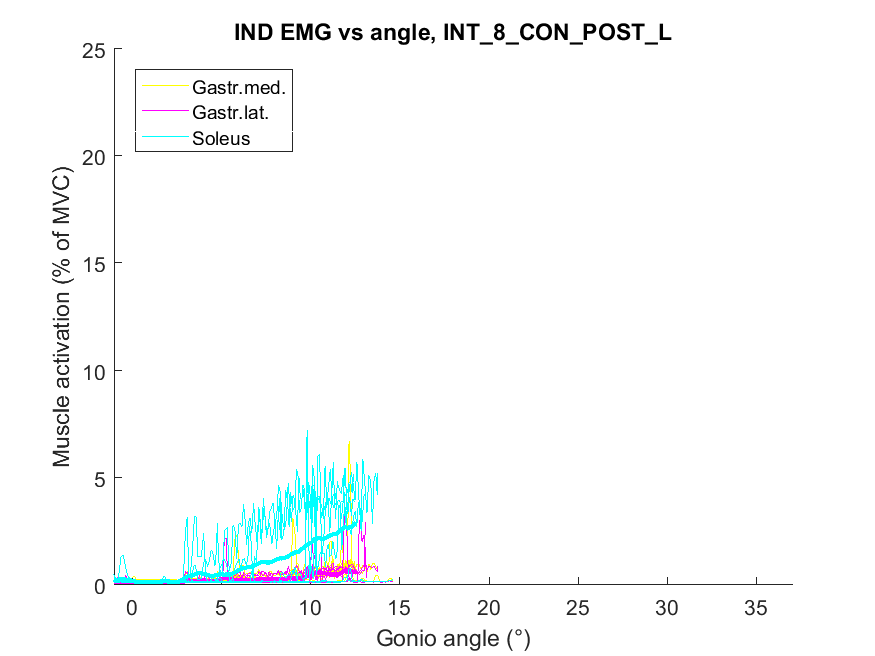 IND EMG vs angle, INT_8_CON_POST_L
25
20
15
10
5
0
Muscle activation (% of MVC)
Gastr.med.
Gastr.lat.
Soleus
0 5 10 15 20 25 30 35
Gonio angle (°)